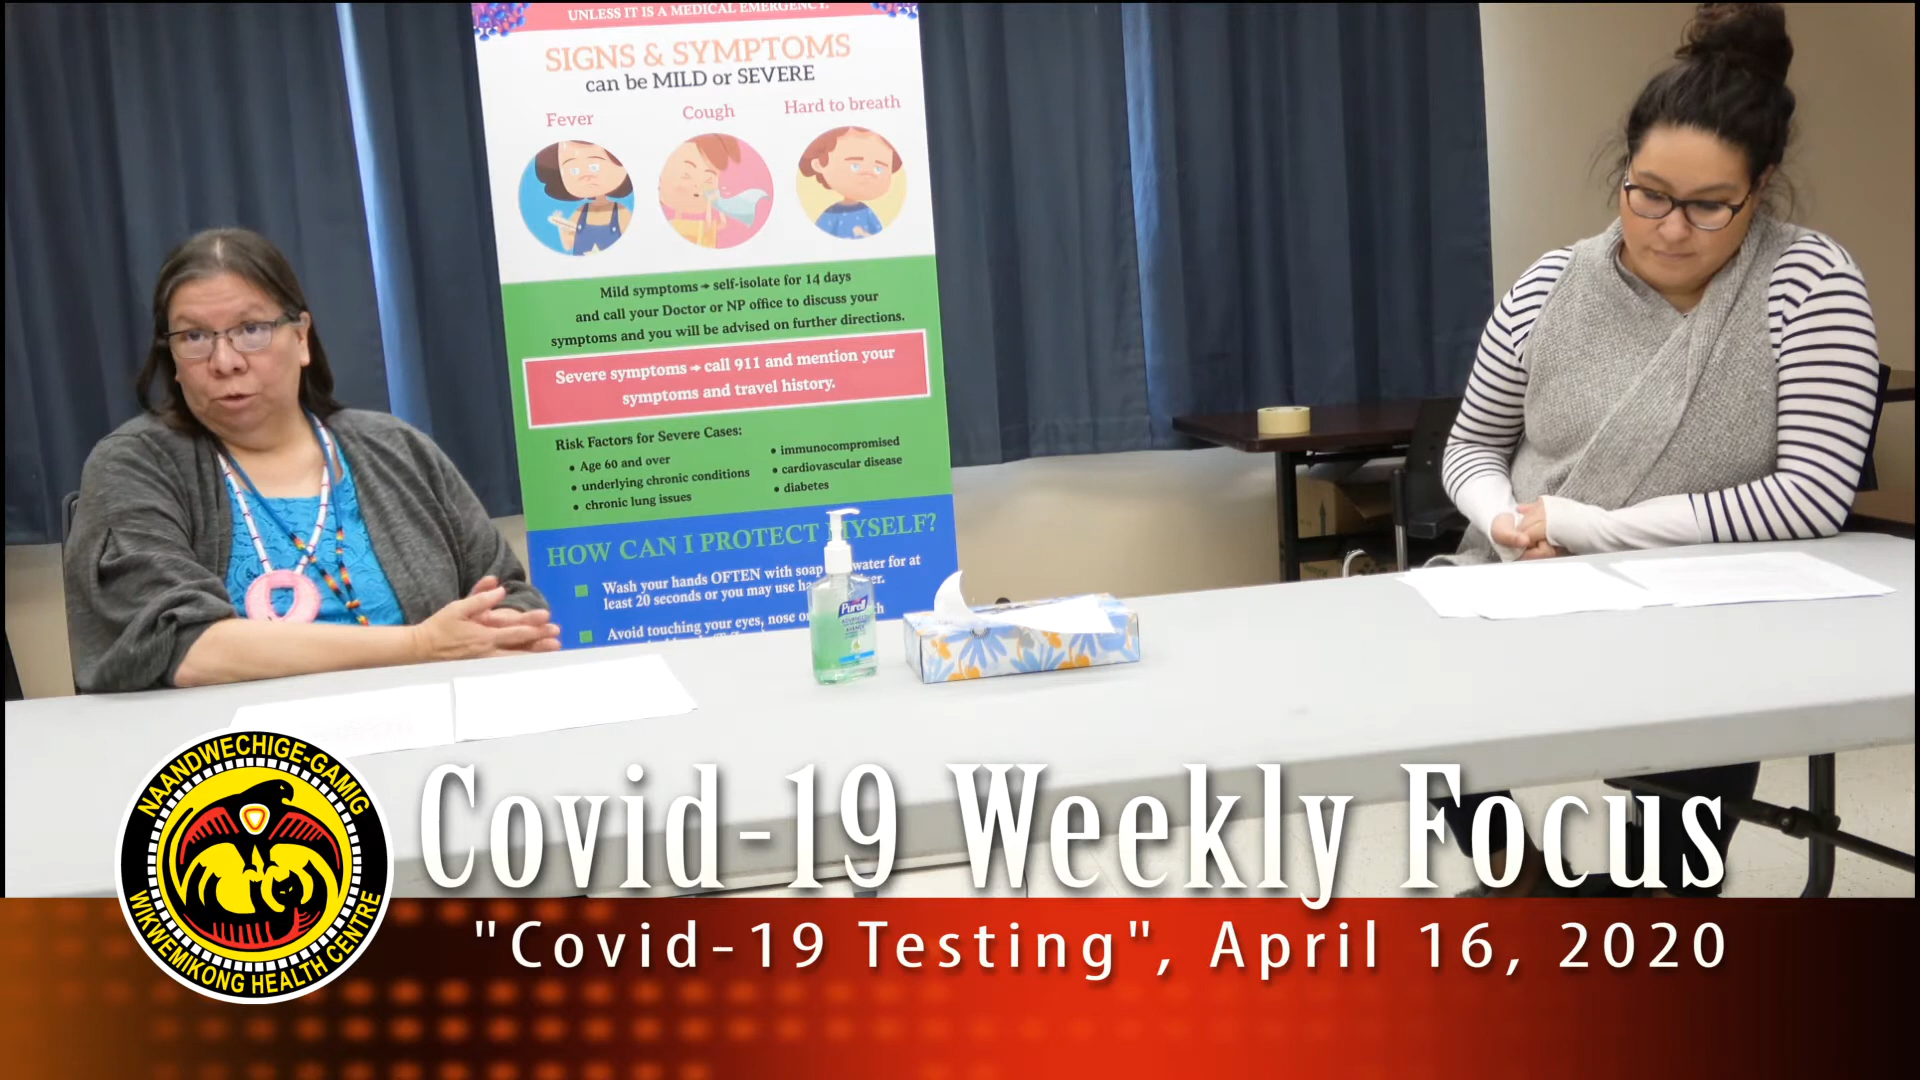 UNLESS IT IS A MEDICAL EMERGENCY.
SIGNS & SYMPTOMS
can be MILD or SEVERE
Fever
Cough
Hard to breath
Mild symptoms → self-isolate for 14 days
and call your Doctor or NP office to discuss your
symptoms and you will be advised on further directions.
Severe symptoms → call 911 and mention your
symptoms and travel history.
Risk Factors for Severe Cases:
• Age 60 and over
• underlying chronic conditions
• chronic lung issues
• immunocompromised
• cardiovascular disease
• diabetes
HOW CAN I PROTECT MYSELF?
Wash your hands OFTEN with soap water for at
least 20 seconds or you may use
Avoid touching your eyes, nose
Purell
NAANDWECHIGE-GAMIG
WIKWEMIKONG HEALTH CENTRE
Covid-19 Weekly Focus
"Covid-19 Testing", April 16, 2020